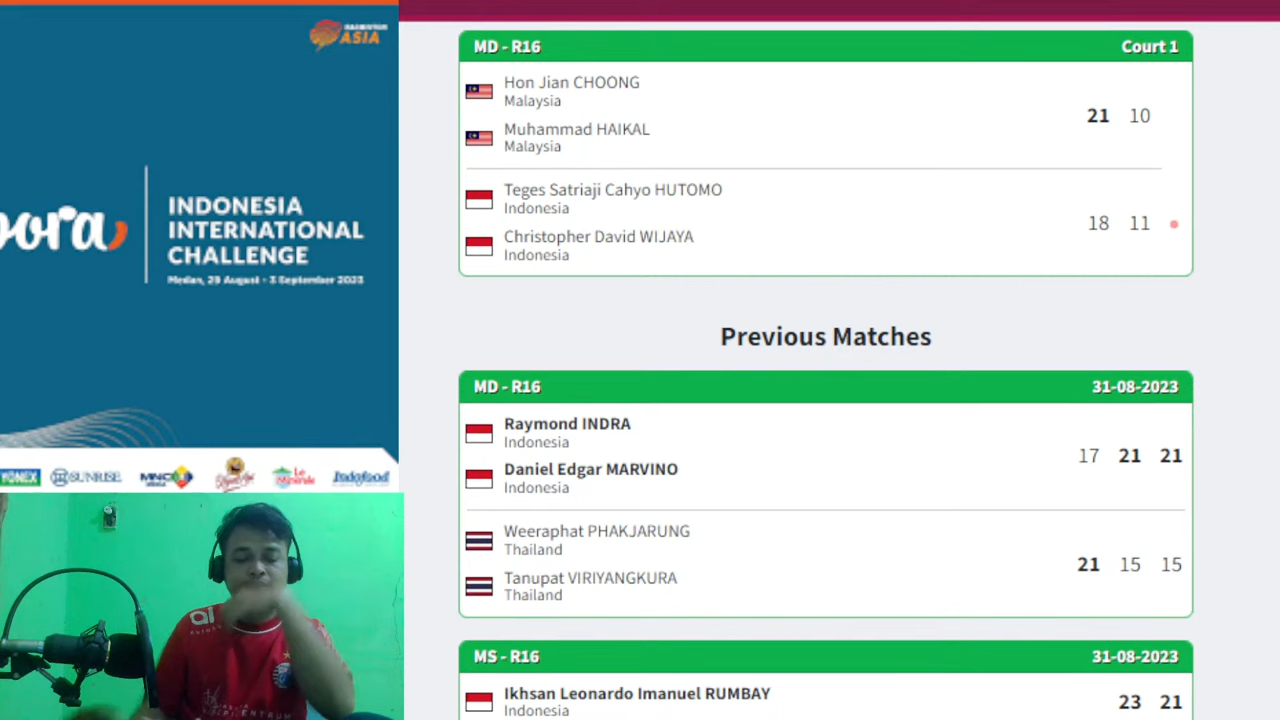 BADMINTON
ASIA
INDONESIA
INTERNATIONAL
CHALLENGE
Medan, 29 August - 3 September 2023
YONEX
SUNRISE
Le
Indofood
MD - R16
Court 1
Hon Jian CHOONG
Malaysia
Muhammad HAIKAL
Malaysia
21 10
Teges Satriaji Cahyo HUTOMO
Indonesia
Christopher David WIJAYA
Indonesia
18 11
Previous Matches
MD - R16
31-08-2023
Raymond INDRA
Indonesia
Daniel Edgar MARVINO
Indonesia
17 21 21
Weeraphat PHAKJARUNG
Thailand
Tanupat VIRIYANGKURA
Thailand
21 15 15
MS - R16
31-08-2023
Ikhsan Leonardo Imanuel RUMBAY
Indonesia
23 21